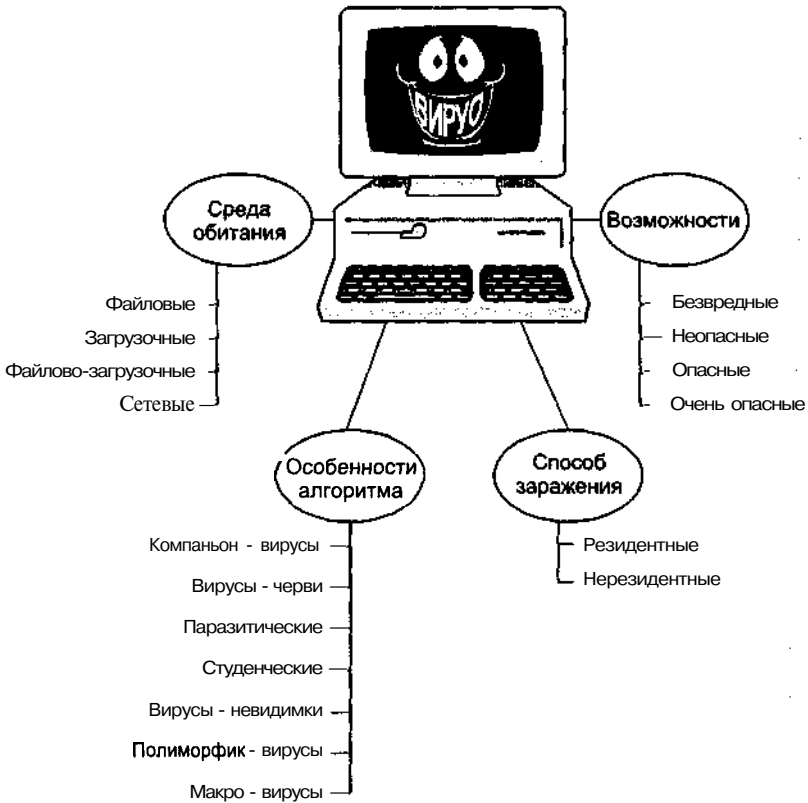 ВИРУС
Среда
обитания
Файловые
Загрузочные
Файлово-загрузочные
Сетевые
Возможности
Безвредные
Неопасные
Опасные
Очень опасные
Особенности
алгоритма
Компаньон - вирусы
Вирусы - черви
Паразитические
Студенческие
Вирусы - невидимки
Полиморфик - вирусы
Макро - вирусы
Способ
заражения
Резидентные
Нерезидентные